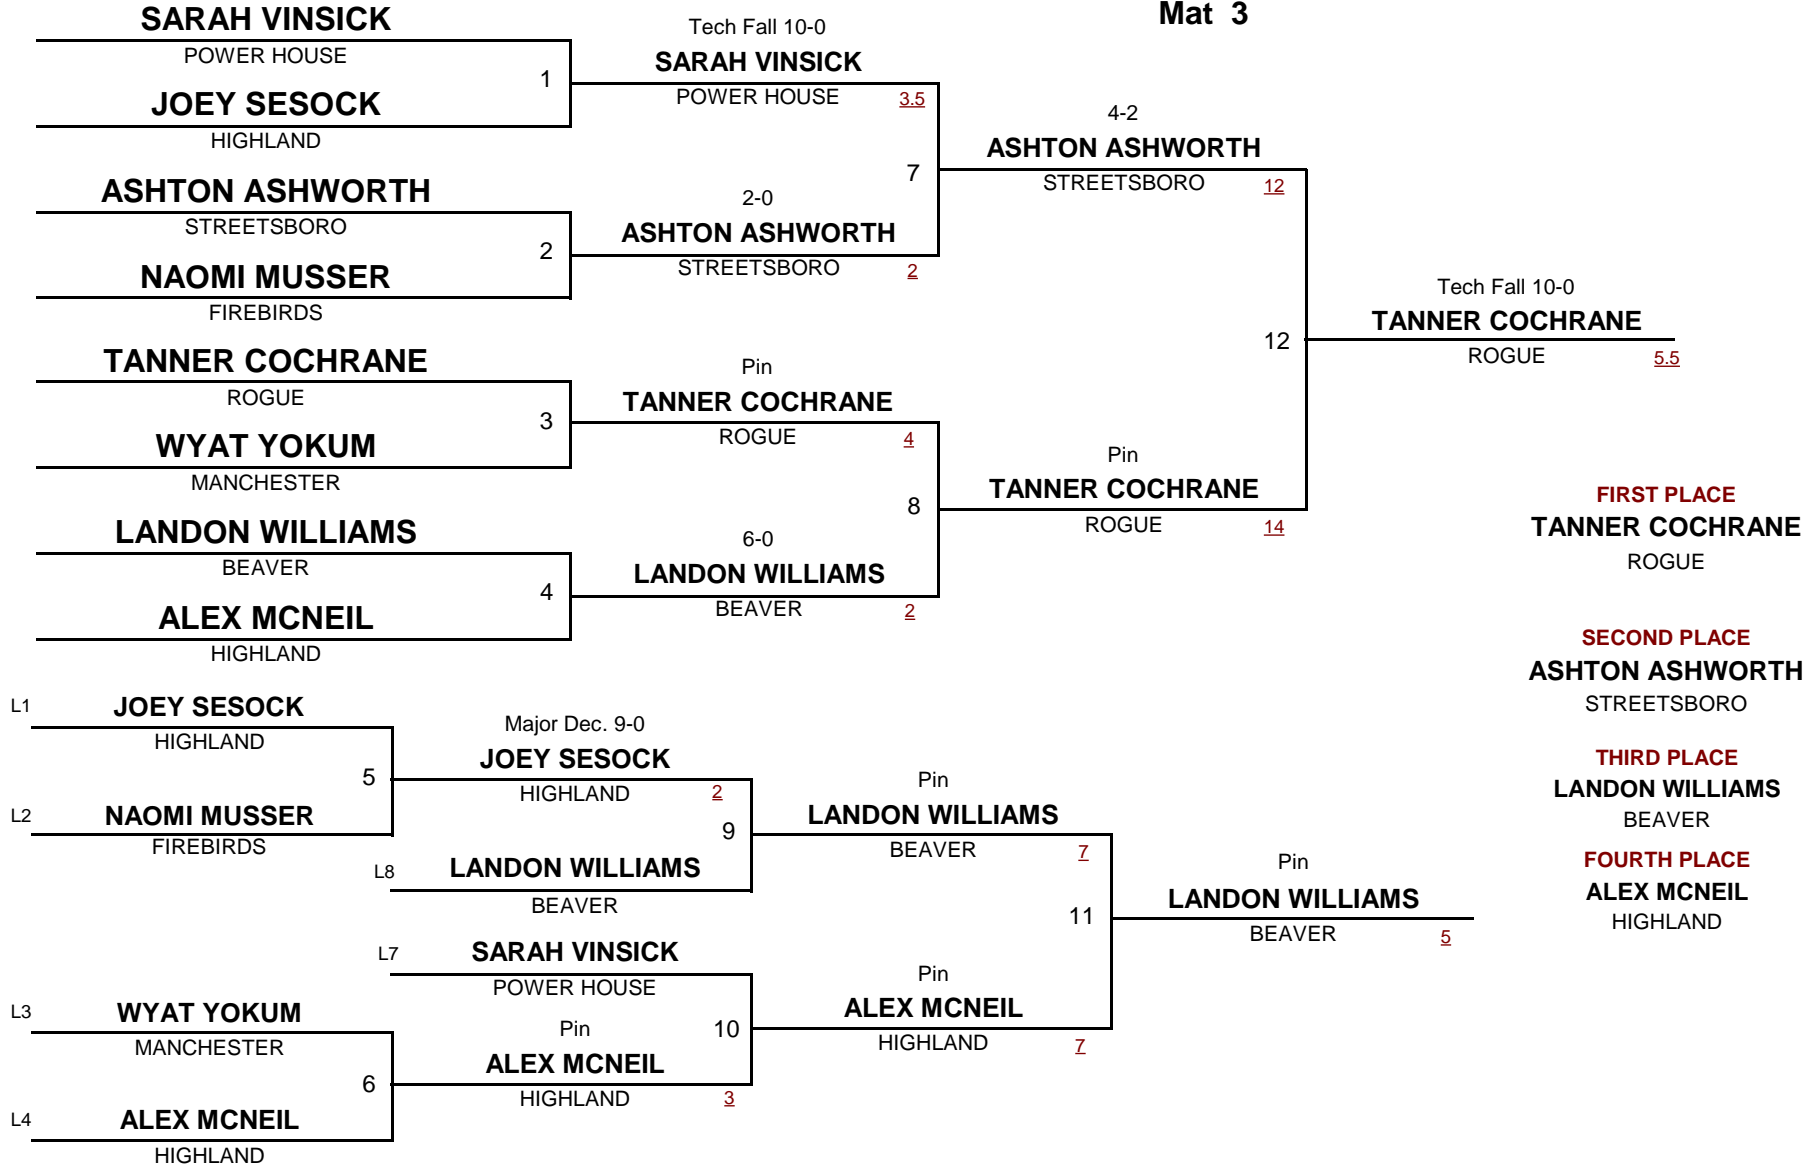 Mat 3
SARAH VINSICK
POWER HOUSE
1
JOEY SESOCK
HIGHLAND
ASHTON ASHWORTH
STREETSBORO
2
NAOMI MUSSER
FIREBIRDS
TANNER COCHRANE
ROGUE
3
WYAT YOKUM
MANCHESTER
LANDON WILLIAMS
BEAVER
4
ALEX MCNEIL
HIGHLAND
Tech Fall 10-0
SARAH VINSICK
POWER HOUSE 3.5
7
2-0
ASHTON ASHWORTH
STREETSBORO 2
Pin
TANNER COCHRANE
ROGUE 4
8
6-0
LANDON WILLIAMS
BEAVER 2
4-2
ASHTON ASHWORTH
STREETSBORO 12
12
Pin
TANNER COCHRANE
ROGUE 14
Tech Fall 10-0
TANNER COCHRANE
ROGUE 5.5
FIRST PLACE
TANNER COCHRANE
ROGUE
SECOND PLACE
ASHTON ASHWORTH
STREETSBORO
THIRD PLACE
LANDON WILLIAMS
BEAVER
FOURTH PLACE
ALEX MCNEIL
HIGHLAND
L1 JOEY SESOCK
HIGHLAND
5
L2 NAOMI MUSSER
FIREBIRDS
Major Dec. 9-0
JOEY SESOCK
HIGHLAND 2
9
L8 LANDON WILLIAMS
BEAVER
L7 SARAH VINSICK
POWER HOUSE
10
L3 WYAT YOKUM
MANCHESTER
6
L4 ALEX MCNEIL
HIGHLAND
Pin
ALEX MCNEIL
HIGHLAND 3
Pin
LANDON WILLIAMS
BEAVER 7
11
Pin
ALEX MCNEIL
HIGHLAND 7
Pin
LANDON WILLIAMS
BEAVER 5